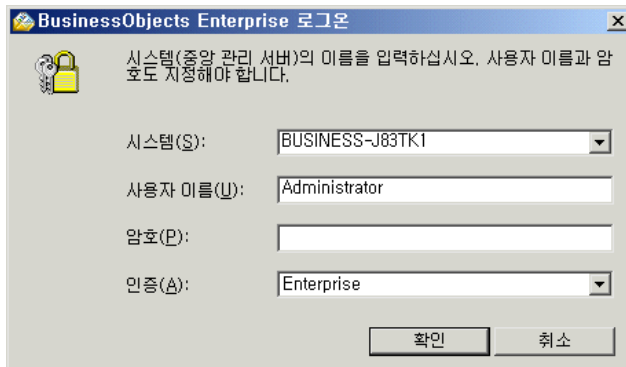 BusinessObjects Enterprise 로그온
시스템(중앙 관리 서버)의 이름을 입력하십시오. 사용자 이름과 암
호도 지정해야 합니다.
시스템(S): BUSINESS-J83TK1
사용자 이름(U): Administrator
암호(P):
인증(A): Enterprise
확인 취소